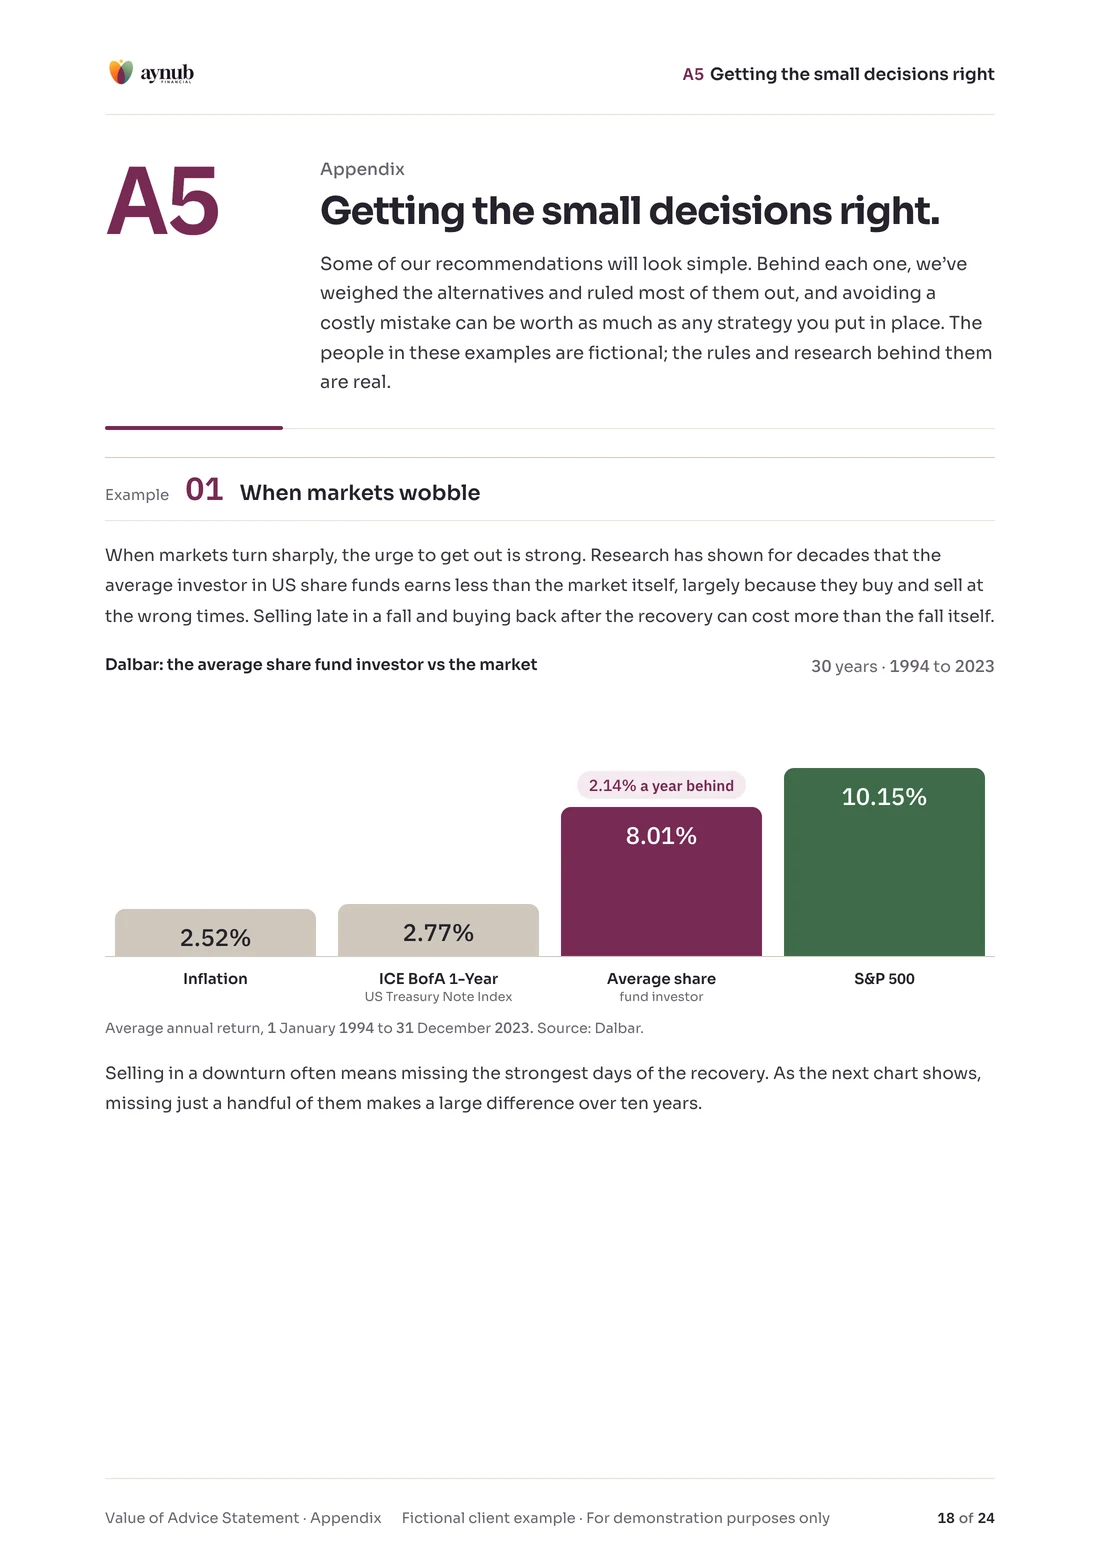 aynub
FINANCIAL
A5 Getting the small decisions right
A5
Appendix
Getting the small decisions right.
Some of our recommendations will look simple. Behind each one, we’ve
weighed the alternatives and ruled most of them out, and avoiding a
costly mistake can be worth as much as any strategy you put in place. The
people in these examples are fictional; the rules and research behind them
are real.
Example 01 When markets wobble
When markets turn sharply, the urge to get out is strong. Research has shown for decades that the
average investor in US share funds earns less than the market itself, largely because they buy and sell at
the wrong times. Selling late in a fall and buying back after the recovery can cost more than the fall itself.
Dalbar: the average share fund investor vs the market
30 years · 1994 to 2023
2.14% a year behind
2.52%
2.77%
8.01%
10.15%
Inflation
ICE BofA 1-Year
US Treasury Note Index
Average share
fund investor
S&P 500
Average annual return, 1 January 1994 to 31 December 2023. Source: Dalbar.
Selling in a downturn often means missing the strongest days of the recovery. As the next chart shows,
missing just a handful of them makes a large difference over ten years.
Value of Advice Statement · Appendix
Fictional client example · For demonstration purposes only
18 of 24